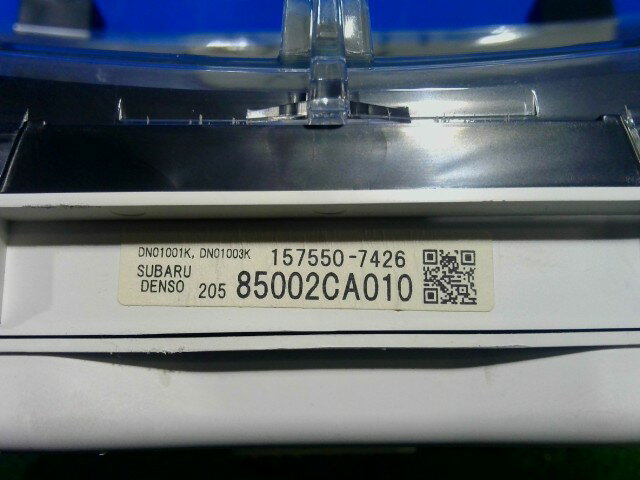 DN01001K, DN01003K 157550-7426
SUBARU
DENSO 205 85002CA010